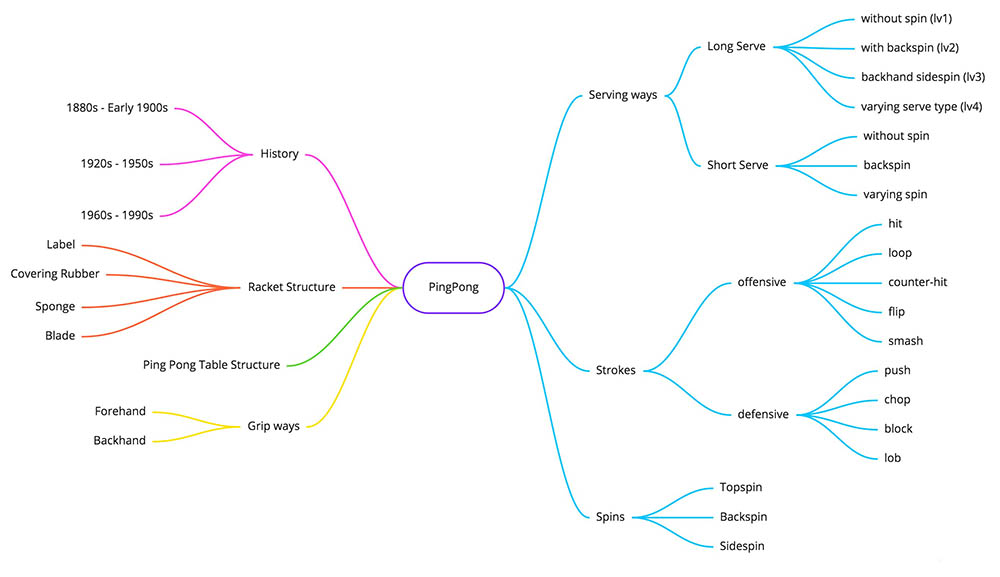 PingPong
History
1880s - Early 1900s
1920s - 1950s
1960s - 1990s
Racket Structure
Label
Covering Rubber
Sponge
Blade
Ping Pong Table Structure
Grip ways
Forehand
Backhand
Serving ways
Long Serve
without spin (lv1)
with backspin (lv2)
backhand sidespin (lv3)
varying serve type (lv4)
Short Serve
without spin
backspin
varying spin
Strokes
offensive
hit
loop
counter-hit
flip
smash
defensive
push
chop
block
lob
Spins
Topspin
Backspin
Sidespin